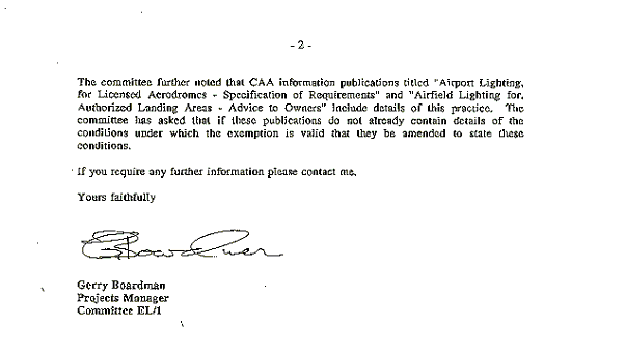 - 2 -
The committee further noted that CAA information publications titled "Airport Lighting,
for Licensed Aerodromes - Specification of Requirements" and "Airfield Lighting for,
Authorized Landing Areas - Advice to Owners" include details of this practice. The
committee has asked that if these publications do not already contain details of the
conditions under which the exemption is valid that they be amended to state these
conditions.
If you require any further information please contact me.
Yours faithfully
Gerry Boardman
Projects Manager
Committee EL/1